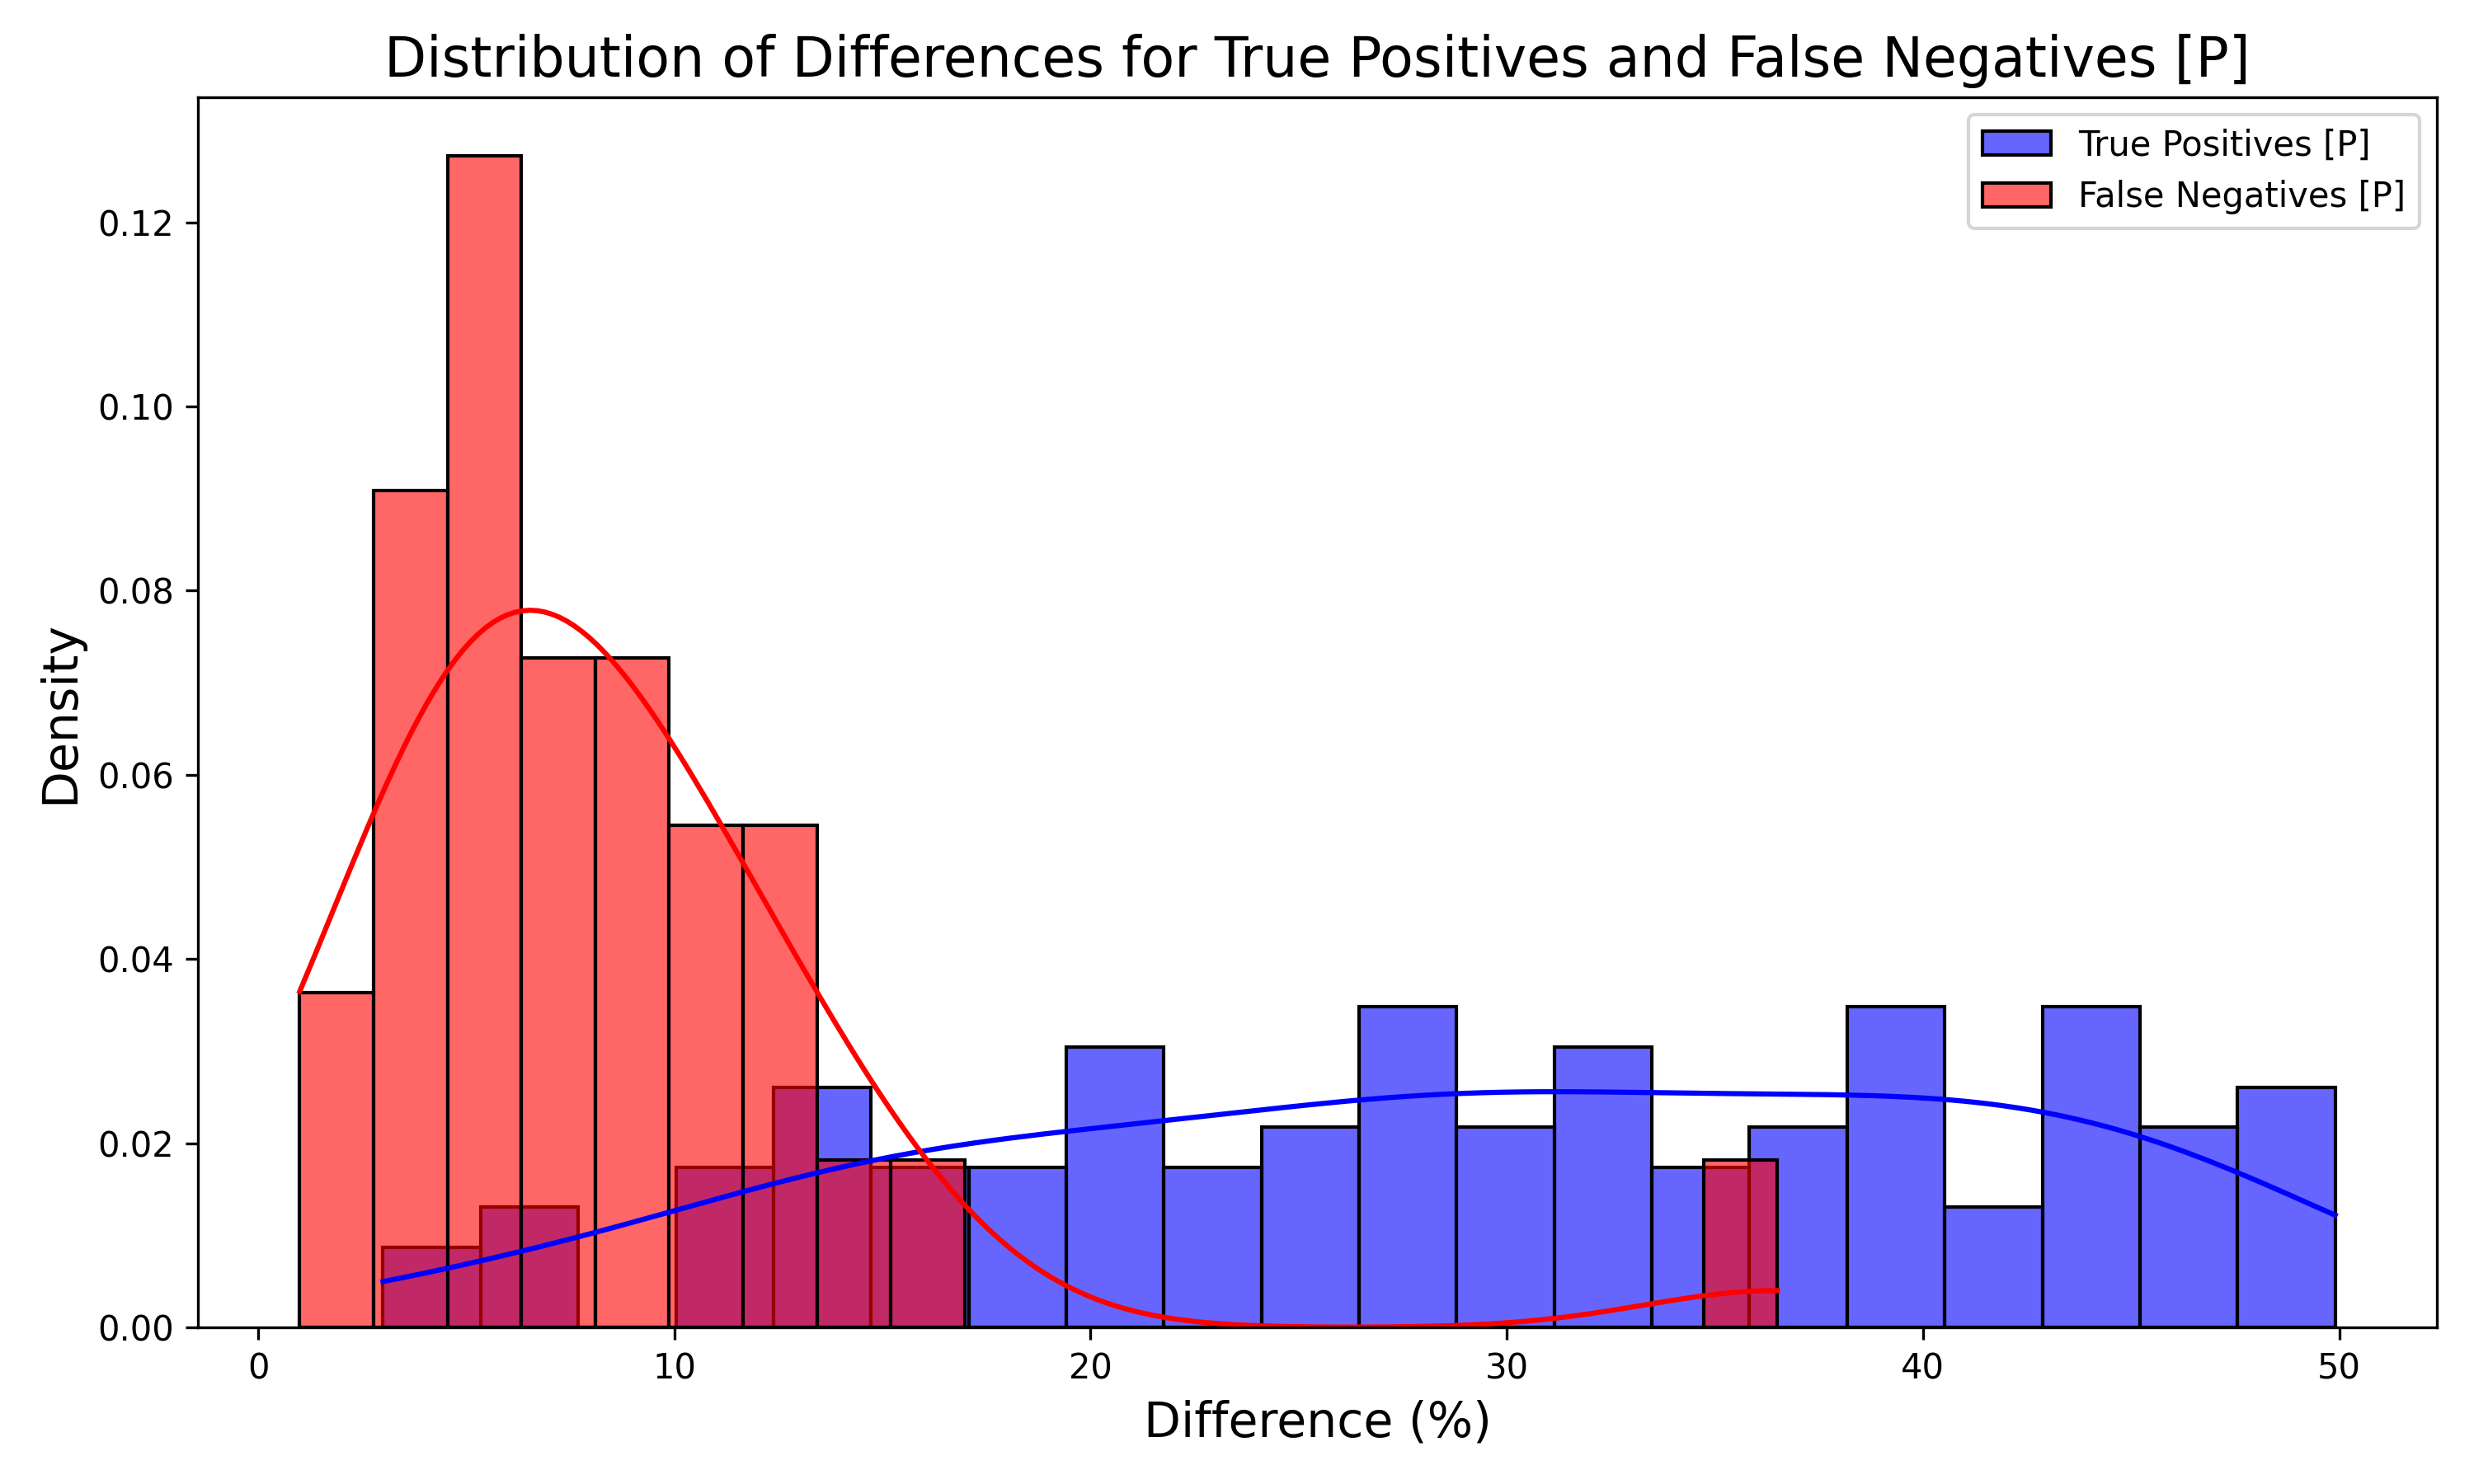 Distribution of Differences for True Positives and False Negatives [P]
True Positives [P]
False Negatives [P]
Density
0.12
0.10
0.08
0.06
0.04
0.02
0.00
0 10 20 30 40 50
Difference (%)